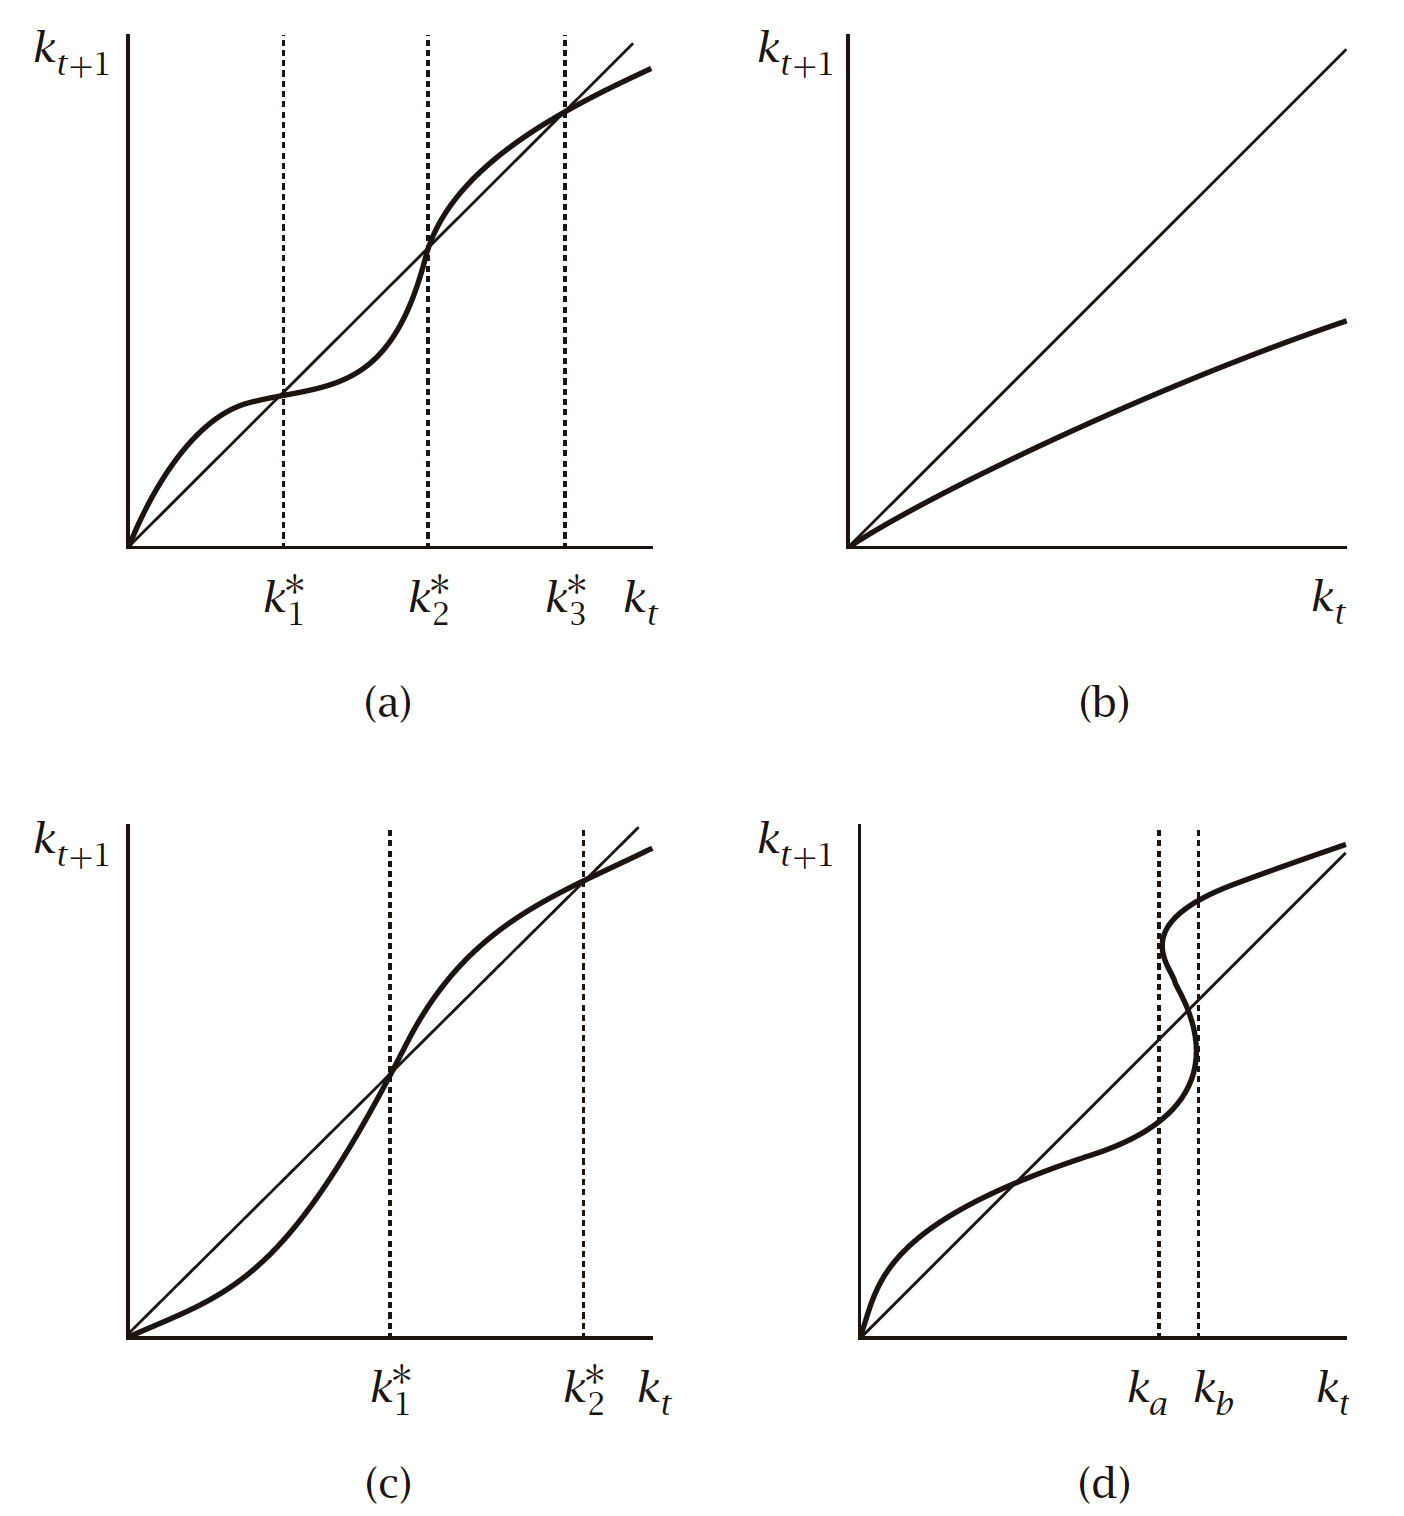 k_{t+1}
k_{t+1}
k_1^* k_2^* k_3^* k_t
k_t
(a)
(b)
k_{t+1}
k_{t+1}
k_1^* k_2^* k_t
k_a k_b k_t
(c)
(d)